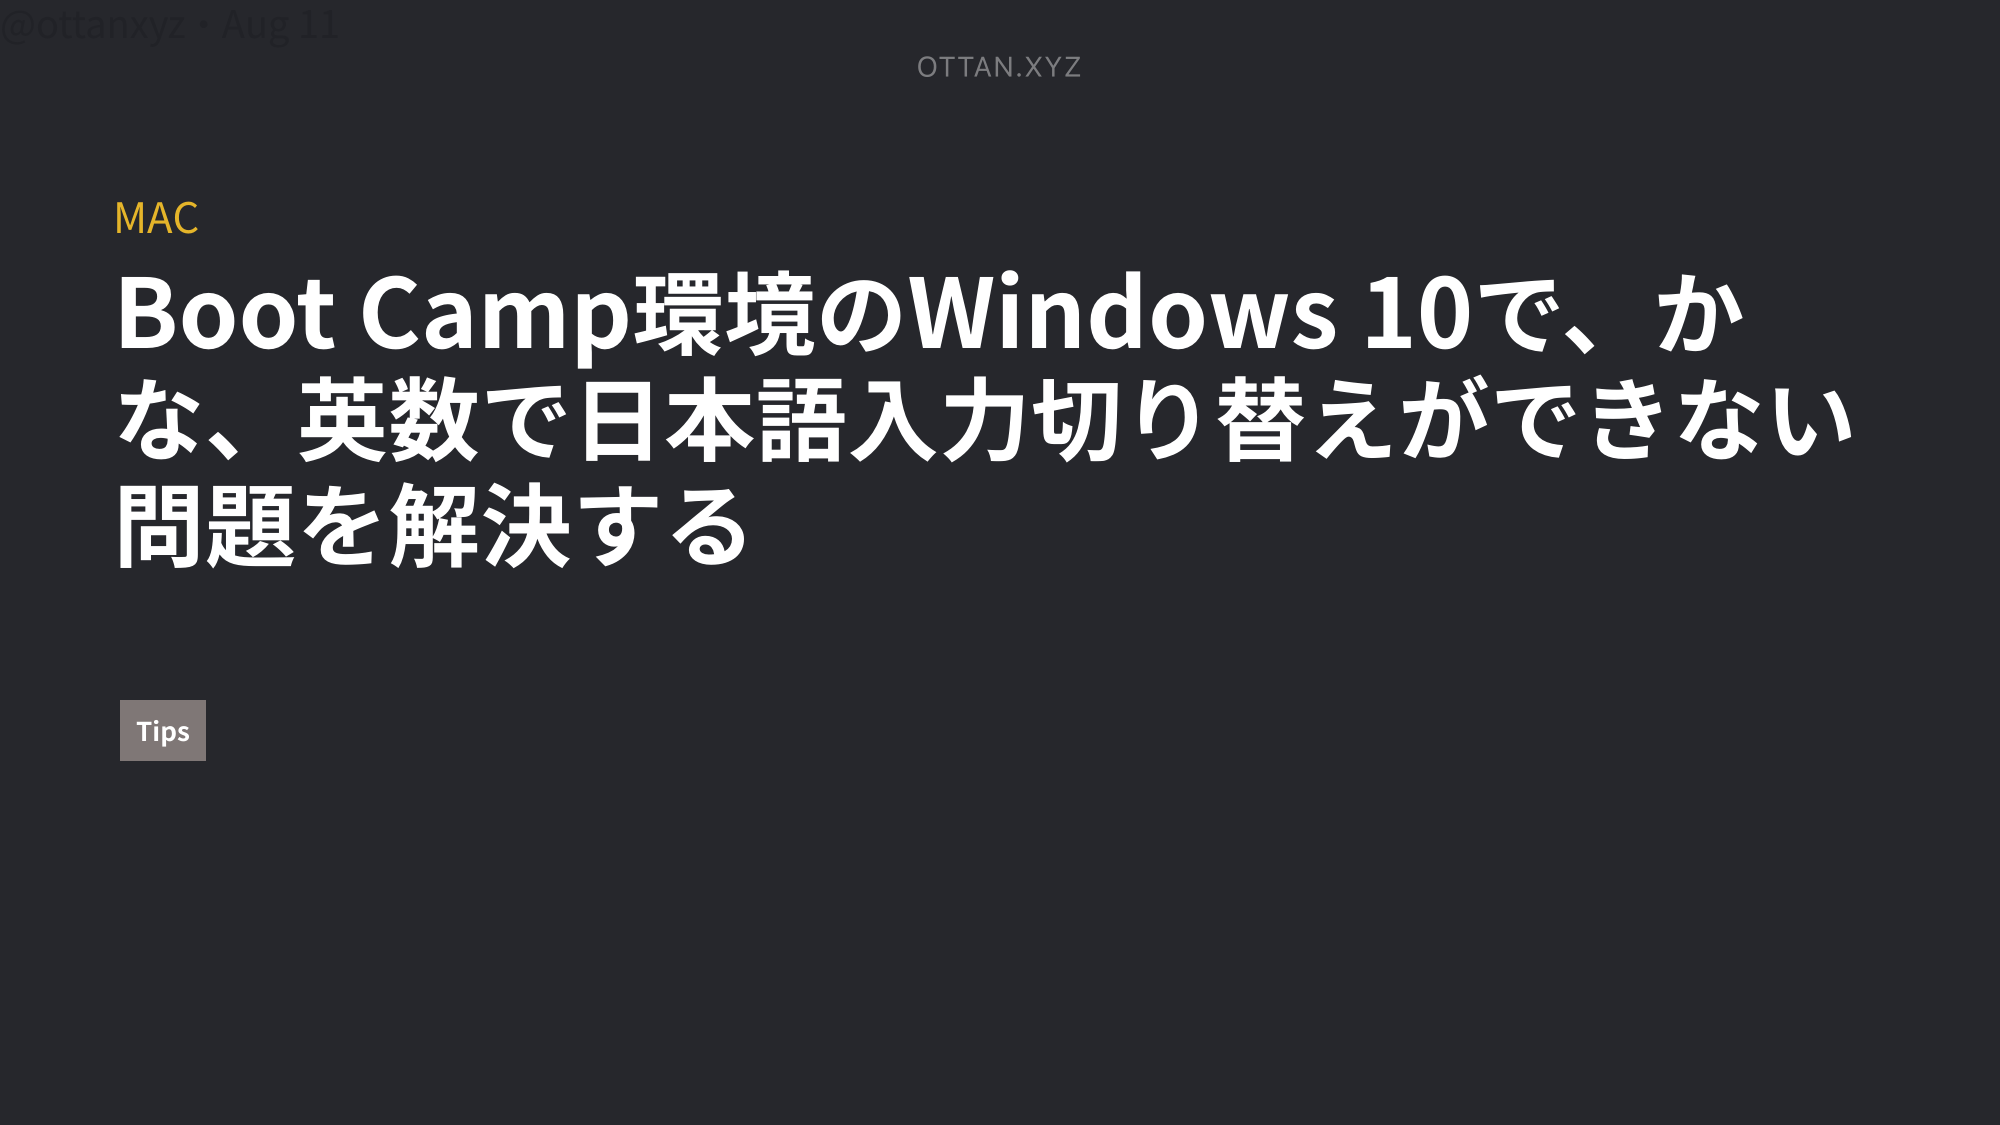 @ottanxyz・Aug 11
OTTAN.XYZ
MAC
Boot Camp環境のWindows 10で、か
な、英数で日本語入力切り替えができない
問題を解決する
Tips